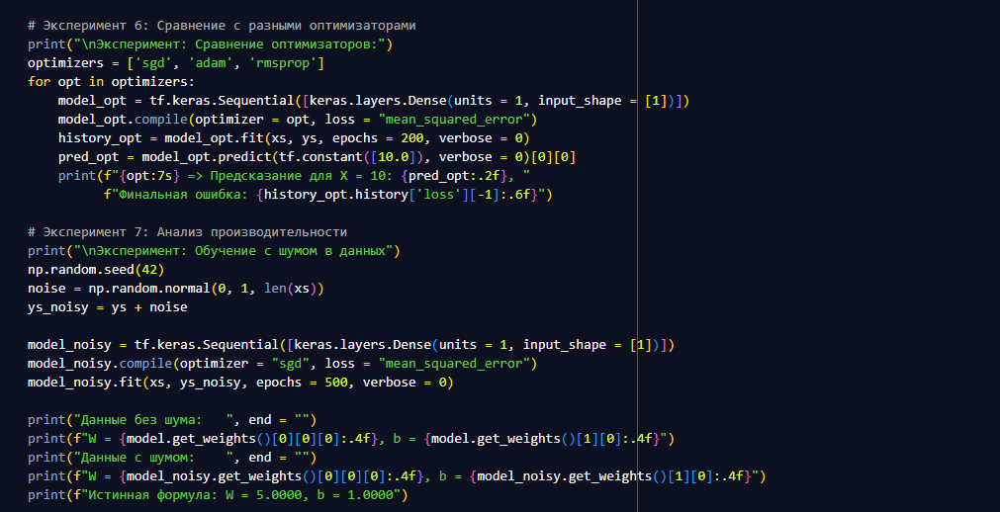 # Эксперимент 6: Сравнение с разными оптимизаторами
print("\nЭксперимент: Сравнение оптимизаторов:")
optimizers = ['sgd', 'adam', 'rmsprop']
for opt in optimizers:
    model_opt = tf.keras.Sequential([keras.layers.Dense(units = 1, input_shape = [1])])
    model_opt.compile(optimizer = opt, loss = "mean_squared_error")
    history_opt = model_opt.fit(xs, ys, epochs = 200, verbose = 0)
    pred_opt = model_opt.predict(tf.constant([10.0]), verbose = 0)[0][0]
    print(f"{opt:7s} => Предсказание для X = 10: {pred_opt:.2f}, "
          f"Финальная ошибка: {history_opt.history['loss'][-1]:.6f}")

# Эксперимент 7: Анализ производительности
print("\nЭксперимент: Обучение с шумом в данных")
np.random.seed(42)
noise = np.random.normal(0, 1, len(xs))
ys_noisy = ys + noise

model_noisy = tf.keras.Sequential([keras.layers.Dense(units = 1, input_shape = [1])])
model_noisy.compile(optimizer = "sgd", loss = "mean_squared_error")
model_noisy.fit(xs, ys_noisy, epochs = 500, verbose = 0)

print("Данные без шума:   ", end = "")
print(f"W = {model.get_weights()[0][0][0]:.4f}, b = {model.get_weights()[1][0]:.4f}")
print("Данные с шумом:    ", end = "")
print(f"W = {model_noisy.get_weights()[0][0][0]:.4f}, b = {model_noisy.get_weights()[1][0]:.4f}")
print(f"Истинная формула: W = 5.0000, b = 1.0000")